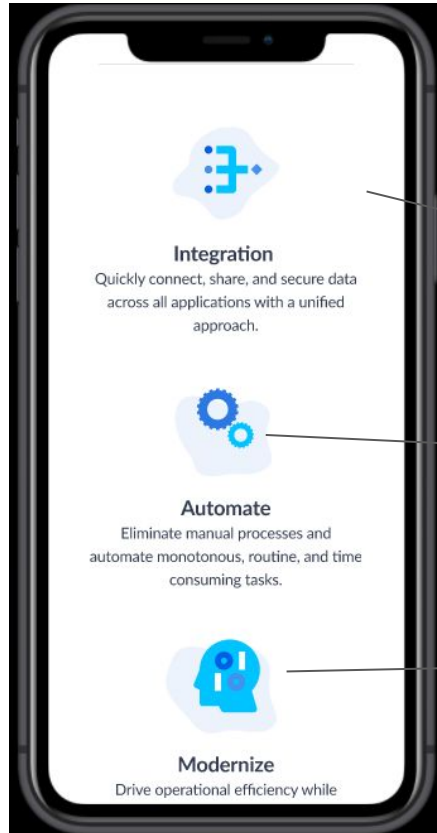 Integration
Quickly connect, share, and secure data
across all applications with a unified
approach.
Automate
Eliminate manual processes and
automate monotonous, routine, and time
consuming tasks.
Modernize
Drive operational efficiency while